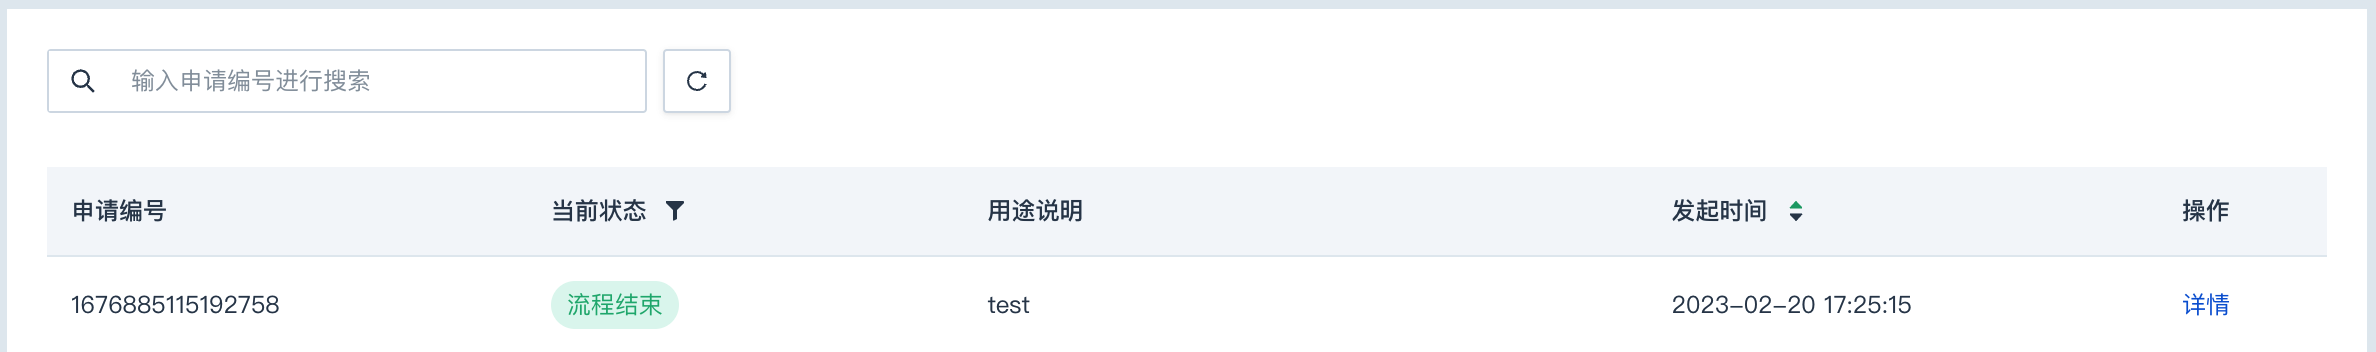 输入申请编号进行搜索
申请编号 当前状态 用途说明 发起时间 操作
1676885115192758 流程结束 test 2023-02-20 17:25:15 详情